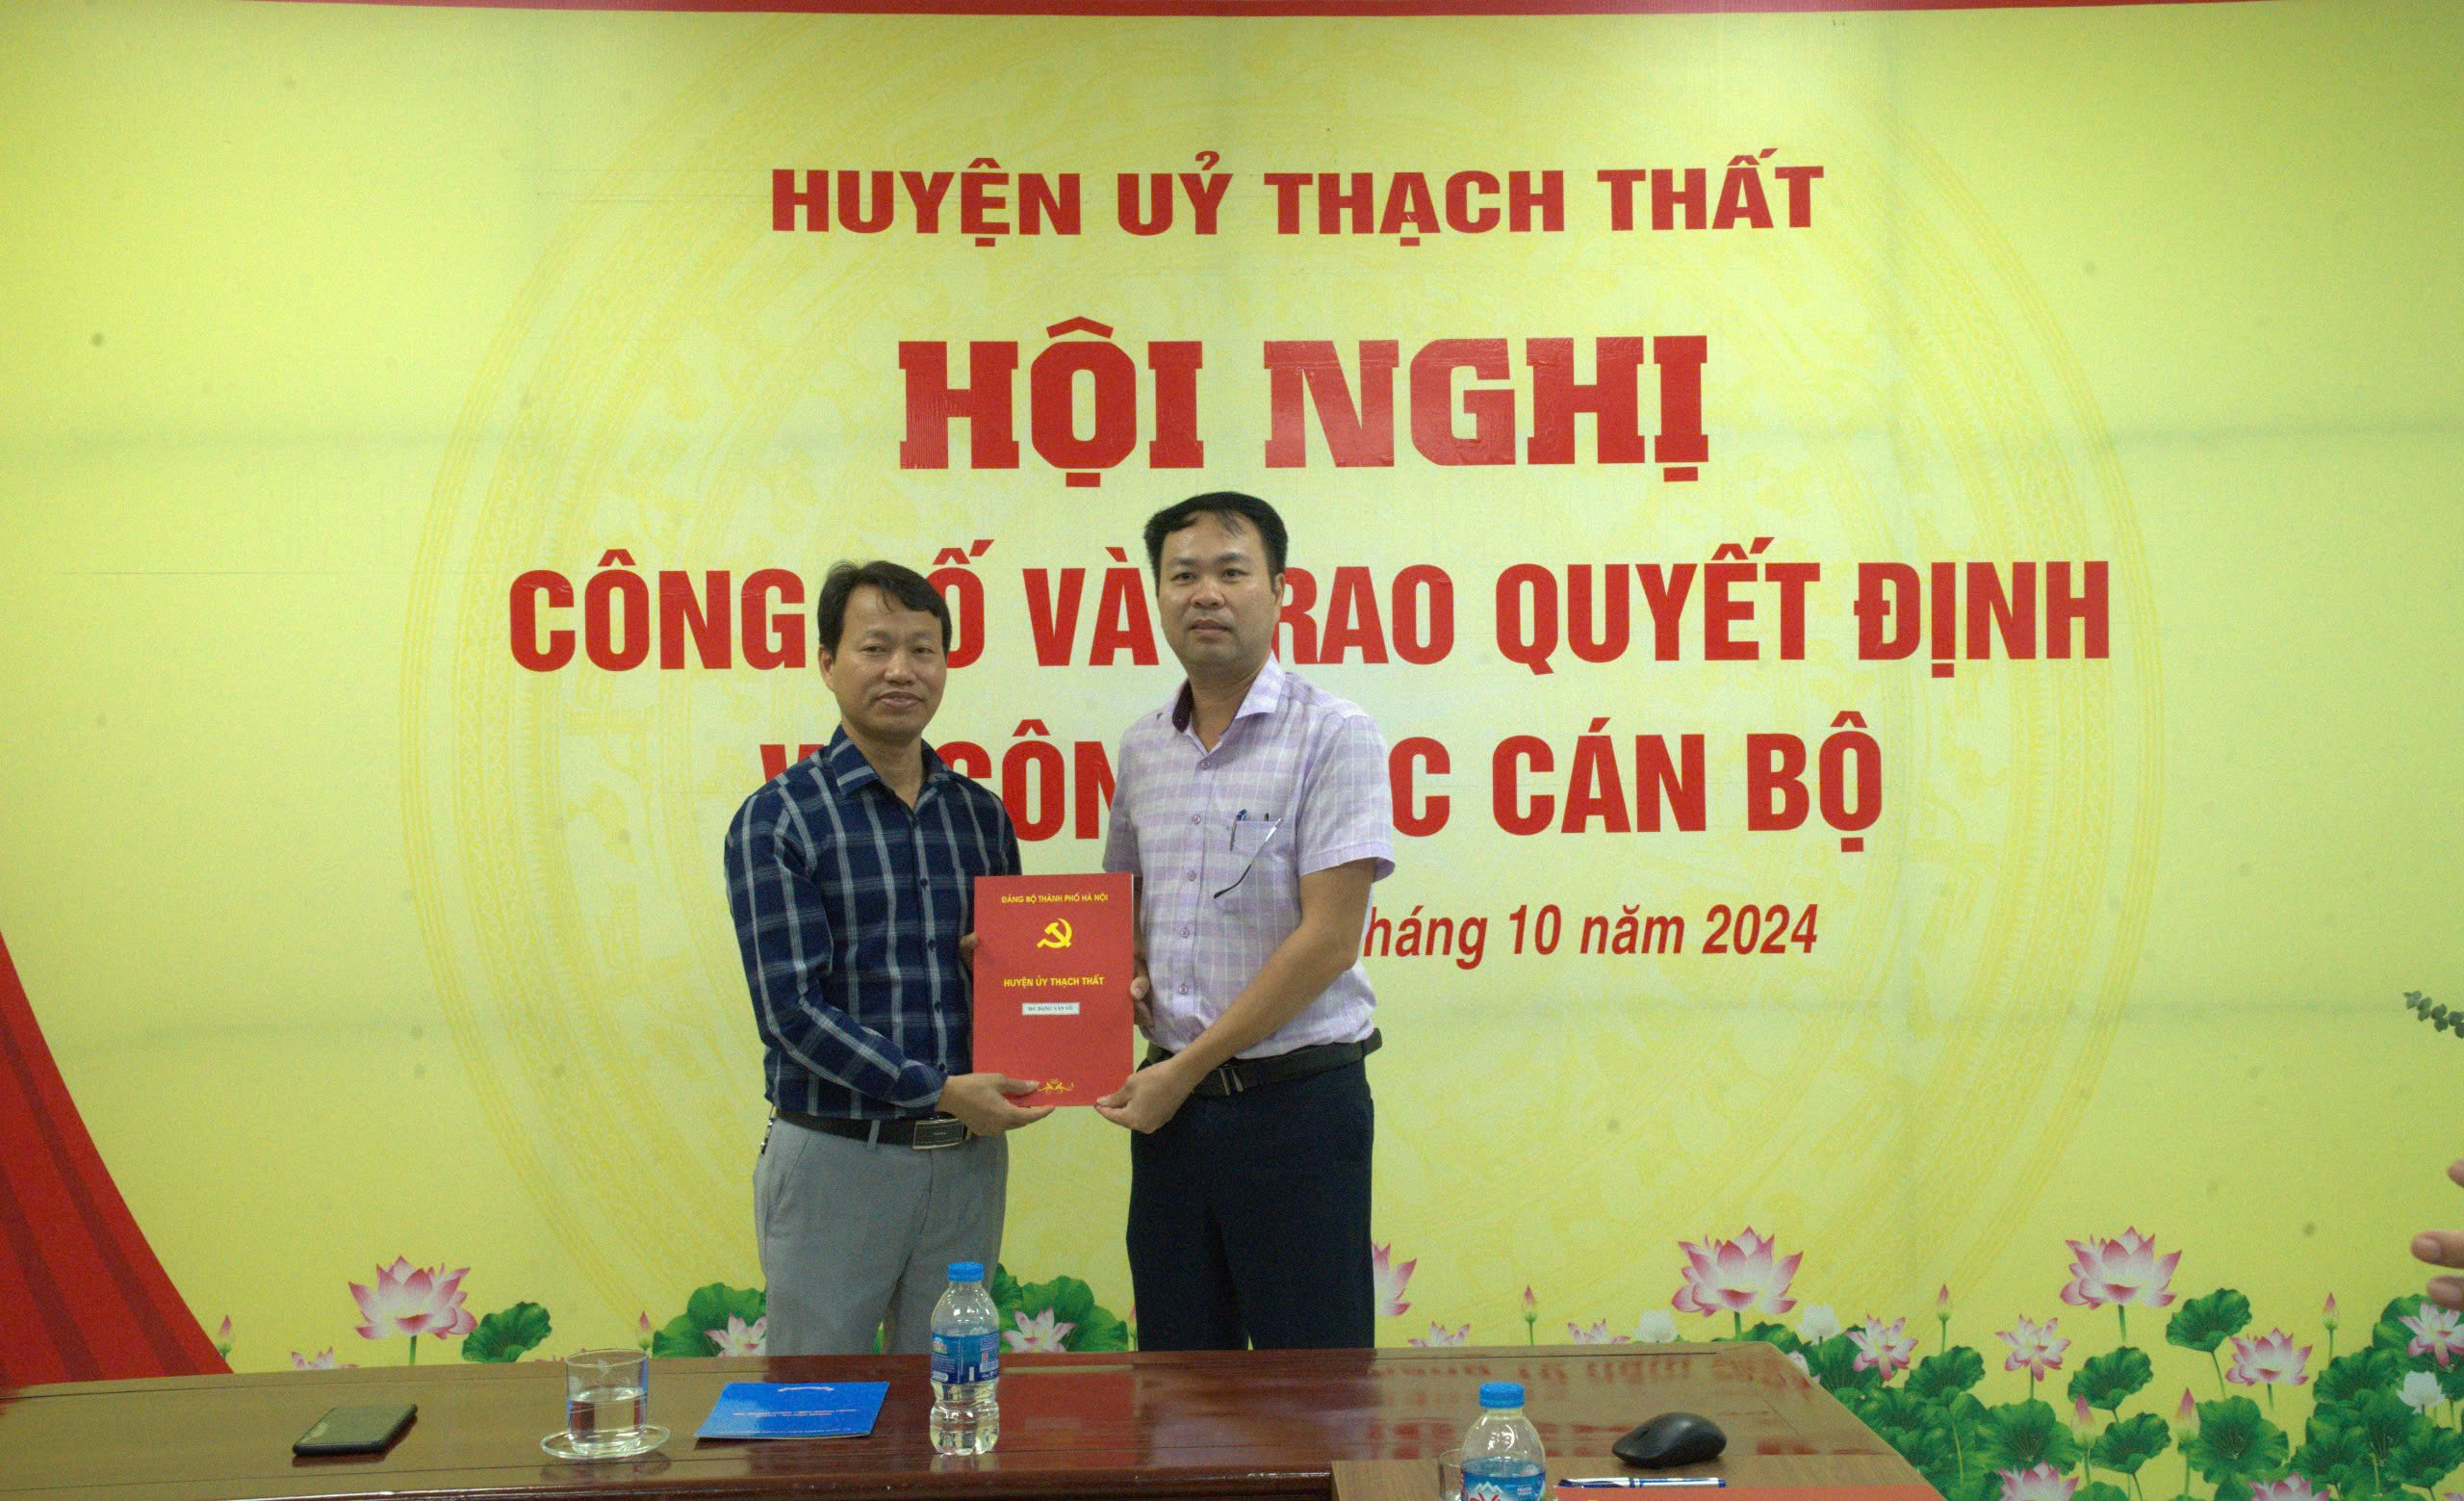 HUYỆN UỶ THẠCH THẤT
HỘI NGHỊ
CÔNG Ố VÀ RAO QUYẾT ĐỊNH
CÔN C CÁN BỘ
háng 10 năm 2024
ĐẢNG BỘ THÀNH PHỐ HÀ NỘI
HUYỆN ỦY THẠCH THẤT